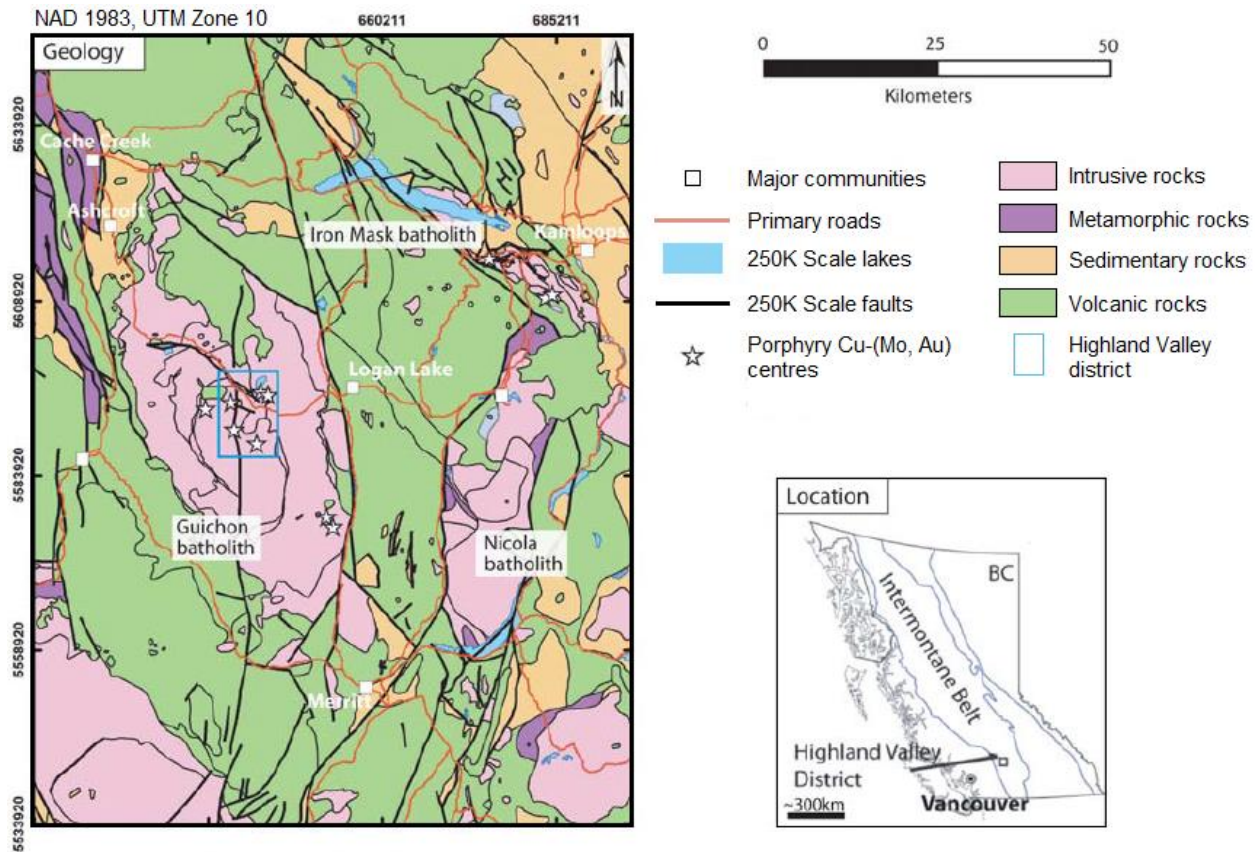 NAD 1983, UTM Zone 10
660211
685211
Geology
N
5633920
5608920
5583920
5558920
5533920
Cache Creek
Ashcroft
Iron Mask batholith
Kamloops
Logan Lake
Guichon
batholith
Nicola
batholith
Merritt
0
25
50
Kilometers
Major communities
Primary roads
250K Scale lakes
250K Scale faults
Porphyry Cu-(Mo, Au)
centres
Intrusive rocks
Metamorphic rocks
Sedimentary rocks
Volcanic rocks
Highland Valley
district
Location
BC
Intermontane Belt
Highland Valley
District
Vancouver
~300km